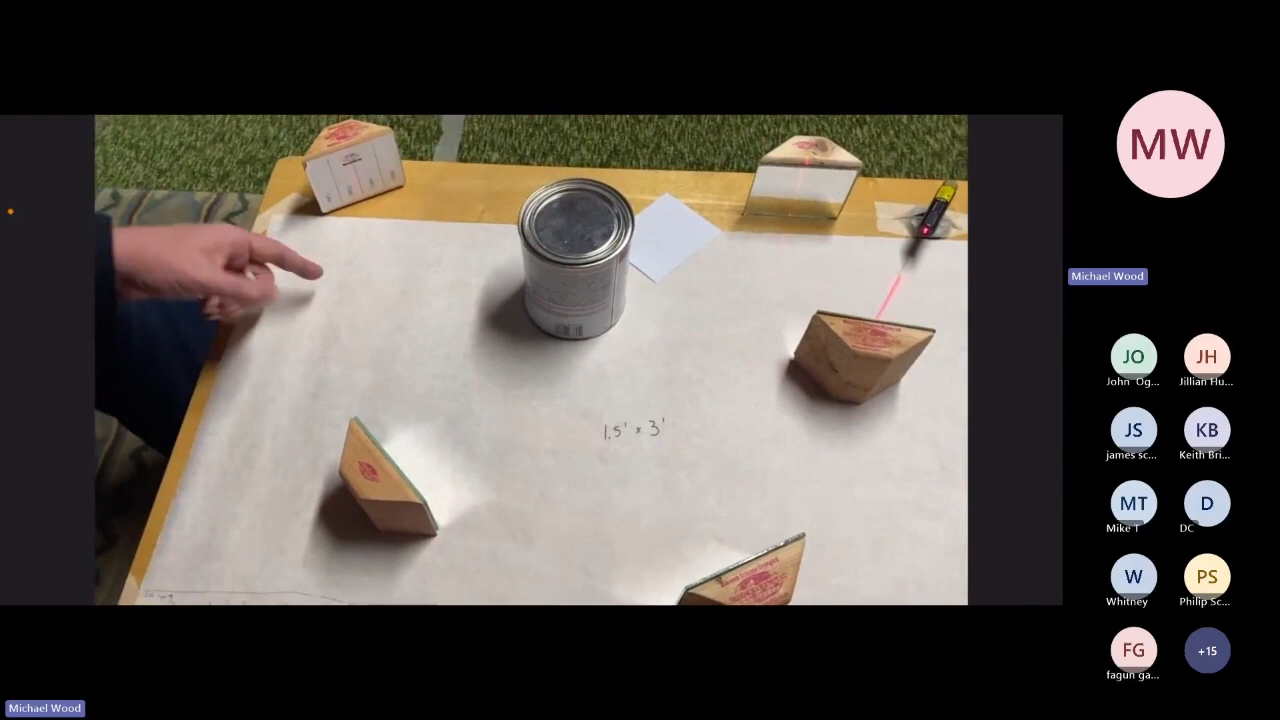 MW
Michael Wood
1.5' x 3'
JO
John Og...
JH
Jillian Hu...
JS
james sc...
KB
Keith Bri...
MT
Mike T
D
DC
W
Whitney
PS
Philip Sc...
FG
fagun ga...
+15
Michael Wood